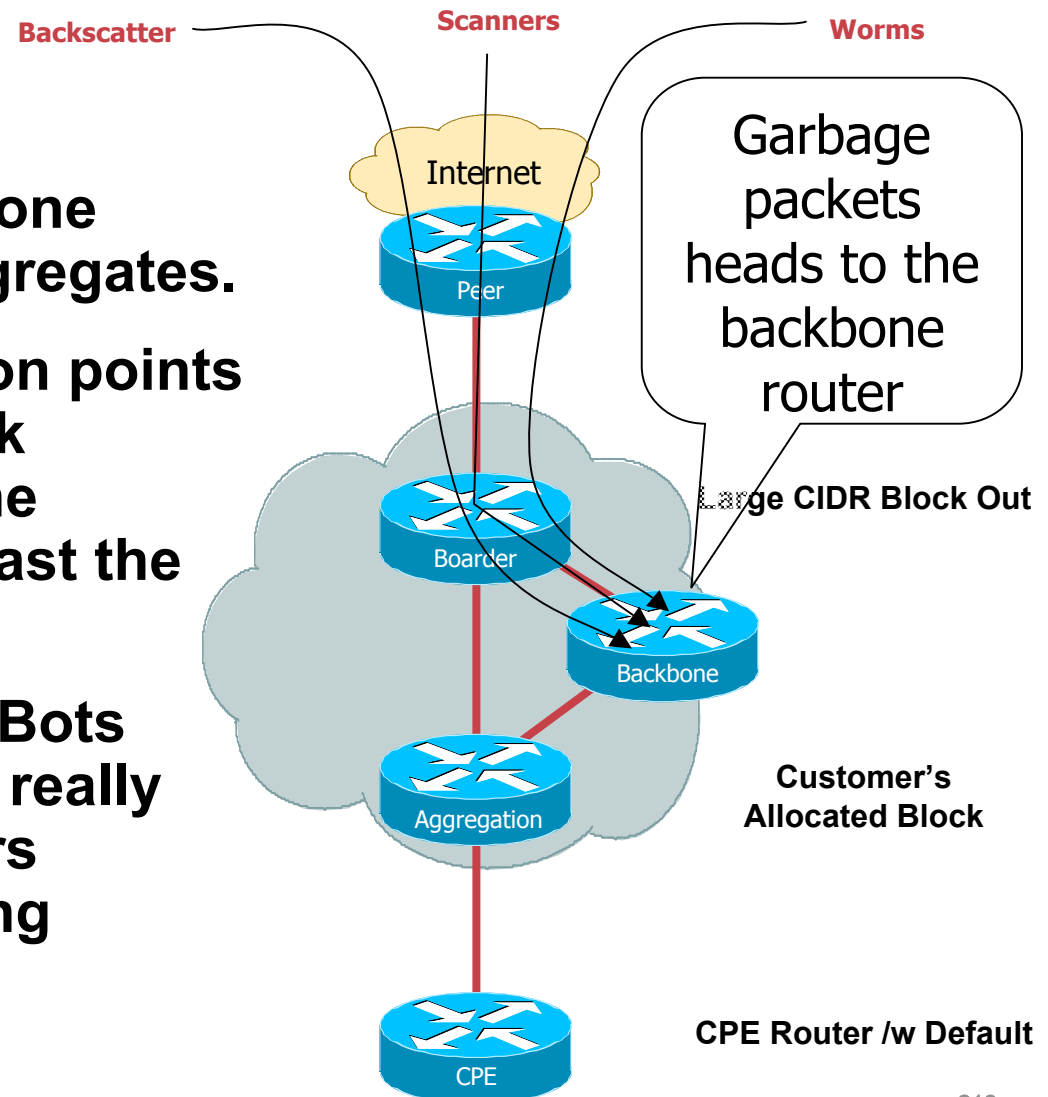 Backscatter
Scanners
Worms
Garbage
packets
heads to the
backbone
router
Internet
Peer
one
gregates.
on points
k
ne
ast the
Bots
really
rs
ng
Large CIDR Block Out
Boarder
Backbone
Aggregation
Customer's
Allocated Block
CPE Router /w Default
CPE